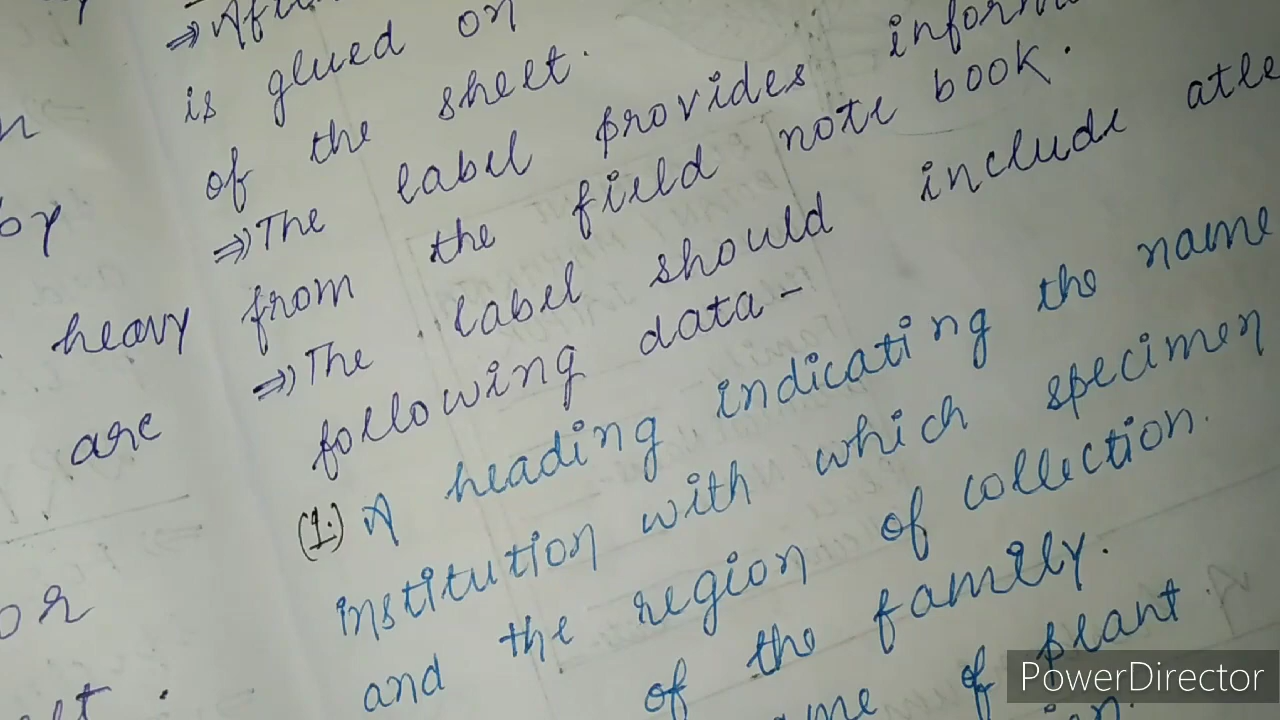 is glued on
of the sheet.
⇒ The label provides
from the field note book.
⇒ The label should include
following data -
(1.) A heading indicating the name
institution with which specimen
and the region of collection.
of the family.
of plant.
heavy
are
PowerDirector